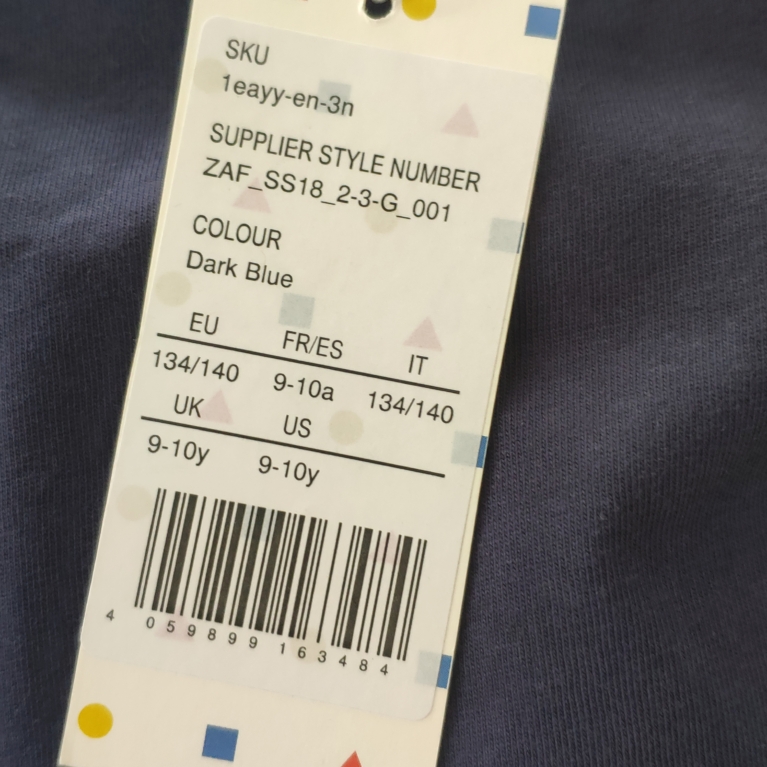 SKU
1eayy-en-3n
SUPPLIER STYLE NUMBER
ZAF_SS18_2-3-G_001
COLOUR
Dark Blue
EU FR/ES IT
134/140 9-10a 134/140
UK US
9-10y 9-10y
4 059899 163484